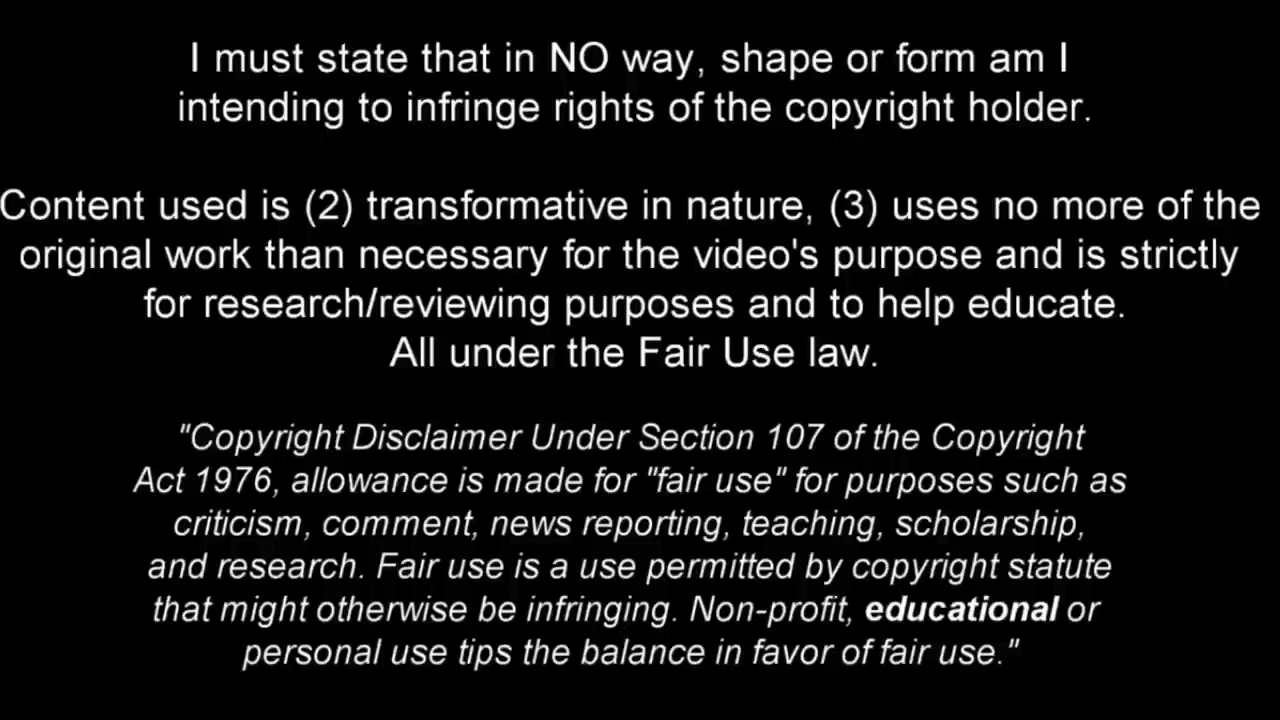 I must state that in NO way, shape or form am I
intending to infringe rights of the copyright holder.
Content used is (2) transformative in nature, (3) uses no more of the
original work than necessary for the video's purpose and is strictly
for research/reviewing purposes and to help educate.
All under the Fair Use law.
"Copyright Disclaimer Under Section 107 of the Copyright
Act 1976, allowance is made for "fair use" for purposes such as
criticism, comment, news reporting, teaching, scholarship,
and research. Fair use is a use permitted by copyright statute
that might otherwise be infringing. Non-profit, educational or
personal use tips the balance in favor of fair use."